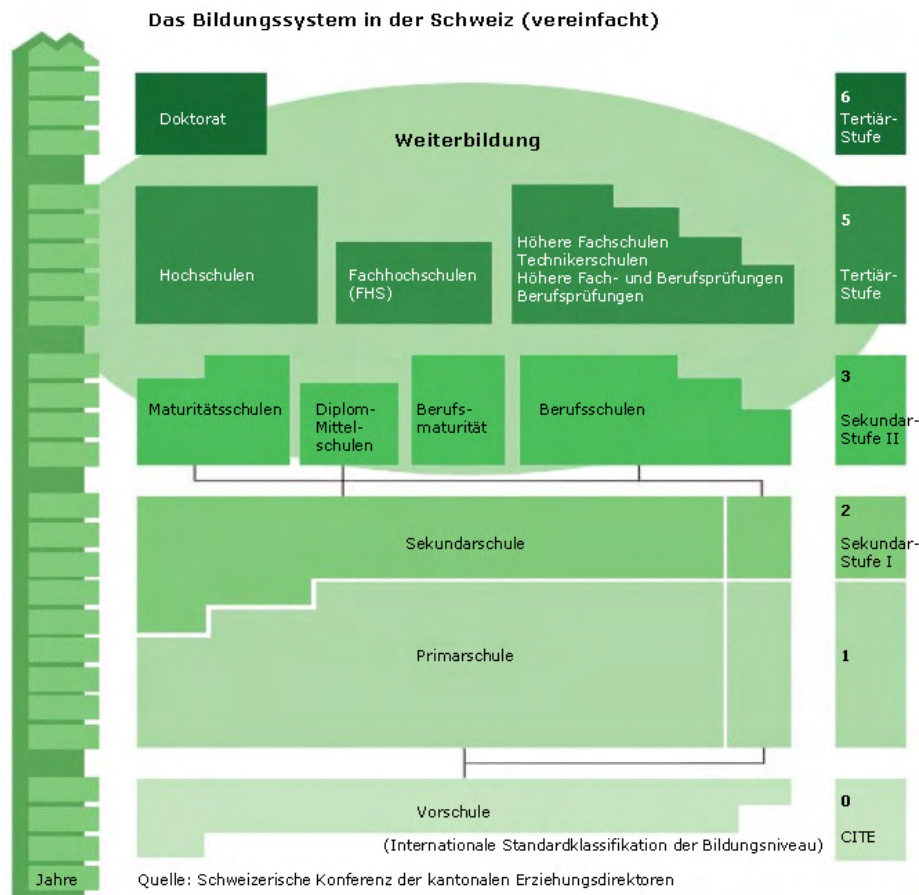 Das Bildungssystem in der Schweiz (vereinfacht)
Doktorat
Weiterbildung
6
Tertiär-
Stufe
Hochschulen
Fachhochschulen
(FHS)
Höhere Fachschulen
Technikerschulen
Höhere Fach- und Berufsprüfungen
Berufsprüfungen
5
Tertiär-
Stufe
Maturitätsschulen
Diplom-
Mittel-
schulen
Berufs-
maturität
Berufsschulen
3
Sekundar-
Stufe II
Sekundarschule
2
Sekundar-
Stufe I
Primarschule
1
Vorschule
(Internationale Standardklassifikation der Bildungsniveau)
0
CITE
Jahre
Quelle: Schweizerische Konferenz der kantonalen Erziehungsdirektoren